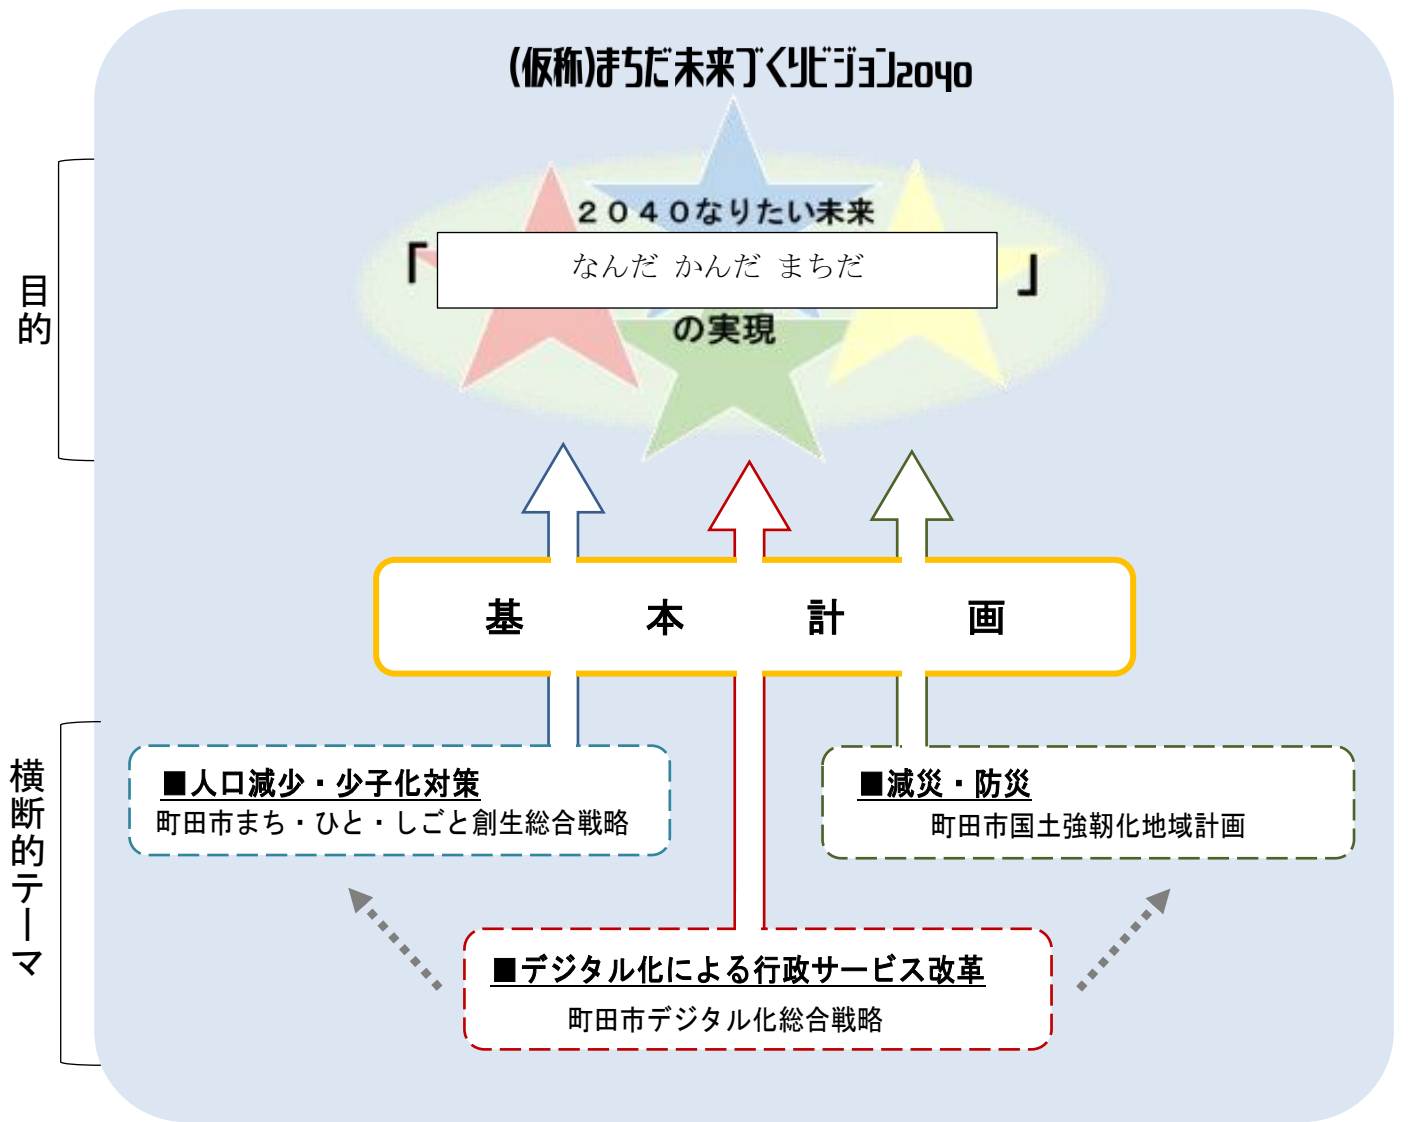 (仮称)まちだ未来づくりビジョン2040
目的
２０４０なりたい未来
「なんだ かんだ まちだ」
の実現
基本計画
横断的テーマ
■人口減少・少子化対策
町田市まち・ひと・しごと創生総合戦略
■減災・防災
町田市国土強靭化地域計画
■デジタル化による行政サービス改革
町田市デジタル化総合戦略